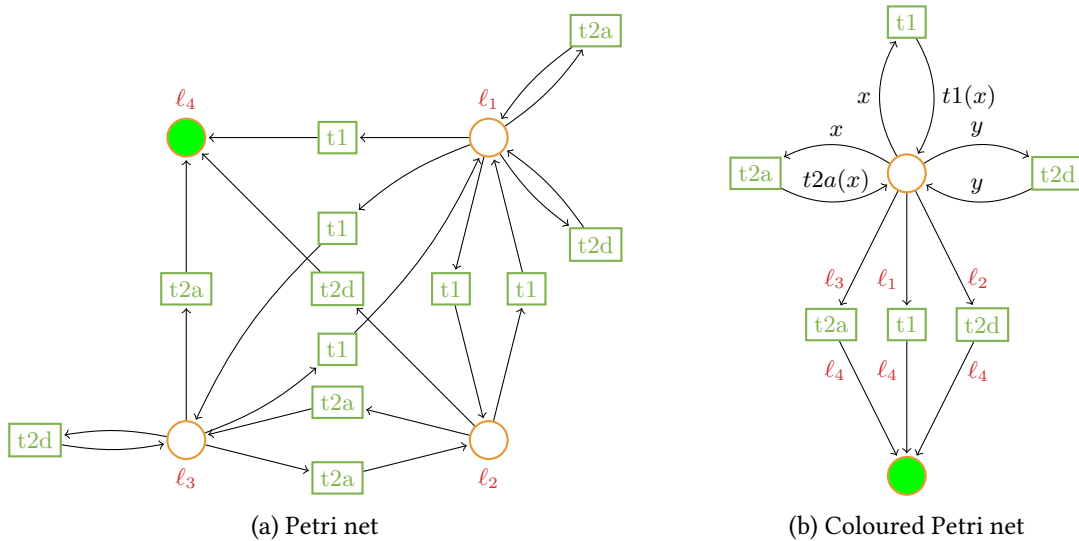 t2a
ℓ4
ℓ1
t1
t1
t2a
t2d
t1
t1
t2d
t1
t2a
t2d
t2a
ℓ3
ℓ2
(a) Petri net
t1
x
t1(x)
x
y
t2a
t2a(x)
y
t2d
ℓ3
ℓ1
ℓ2
t2a
t1
t2d
ℓ4
ℓ4
ℓ4
(b) Coloured Petri net